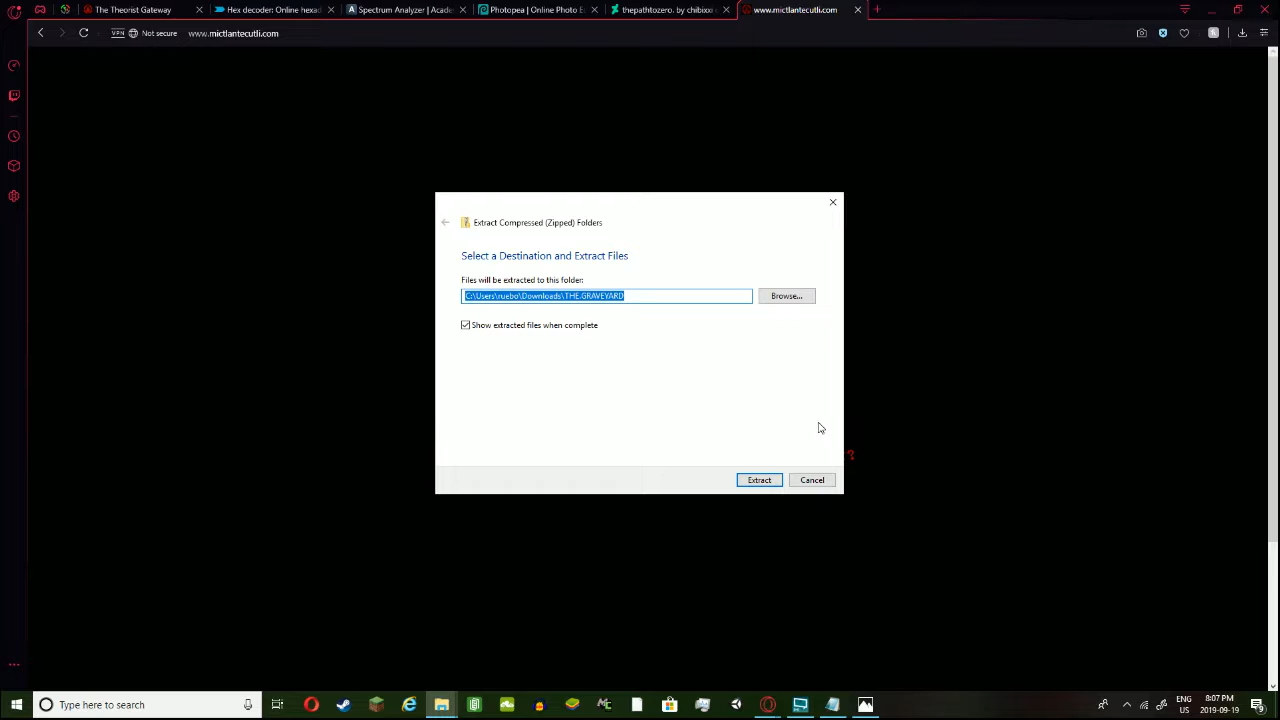 The Theorist Gateway
Hex decoder: Online hexad
Spectrum Analyzer | Acade
Photopea | Online Photo E
thepathtozero. by chibixxi
www.mictlantecutli.com
VPN
Not secure
www.mictlantecutli.com
Extract Compressed (Zipped) Folders
Select a Destination and Extract Files
Files will be extracted to this folder:
C:\Users\ruebo\Downloads\THE.GRAVEYARD
Browse...
Show extracted files when complete
?
Extract
Cancel
Type here to search
ENG
US
8:07 PM
2019-09-19